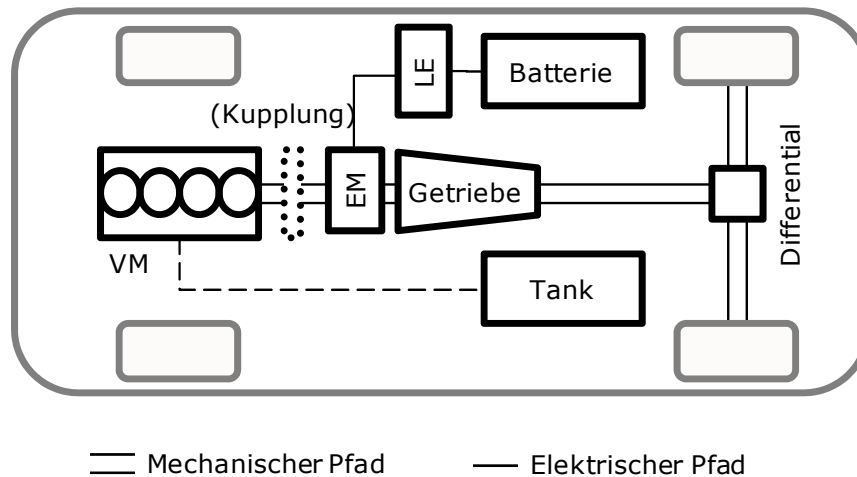 LE
Batterie
(Kupplung)
EM
Getriebe
Differential
VM
Tank
Mechanischer Pfad
Elektrischer Pfad